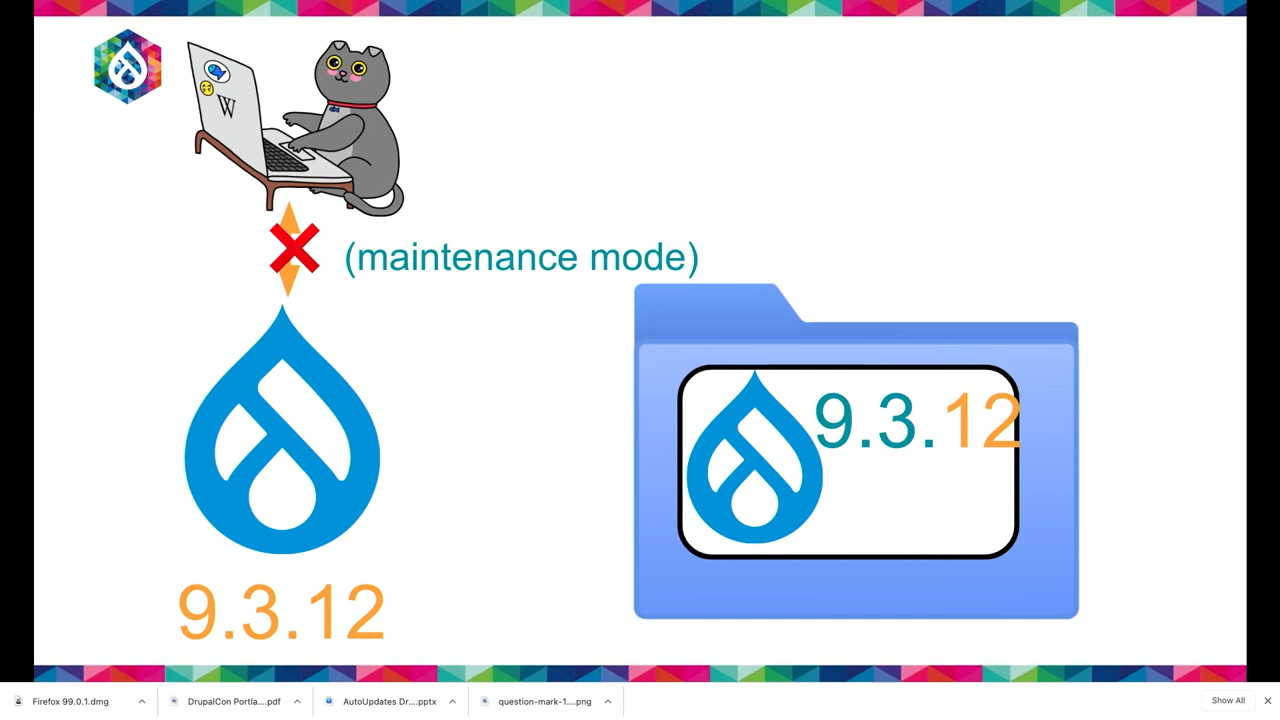 W
(maintenance mode)
9.3.12
9.3.12
Firefox 99.0.1.dmg
DrupalCon Portla....pdf
AutoUpdates Dr....pptx
question-mark-1....png
Show All